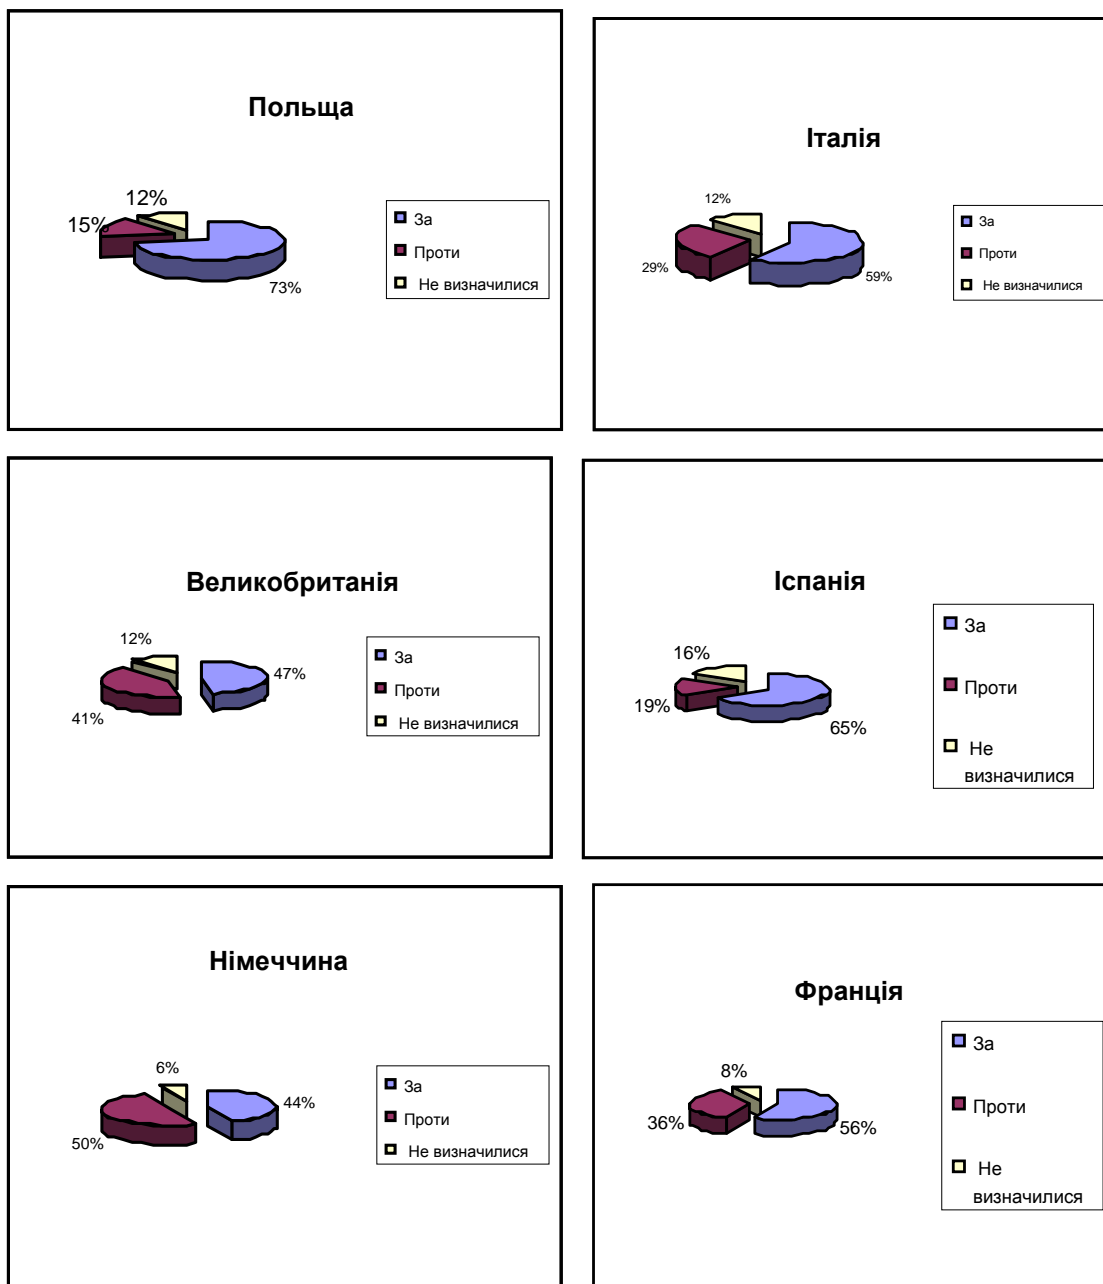 Польща
12%
15%
73%
За
Проти
Не визначилися
Італія
12%
29%
59%
За
Проти
Не визначилися
Великобританія
12%
47%
41%
За
Проти
Не визначилися
Іспанія
16%
19%
65%
За
Проти
Не
визначилися
Німеччина
6%
44%
50%
За
Проти
Не визначилися
Франція
8%
36%
56%
За
Проти
Не
визначилися